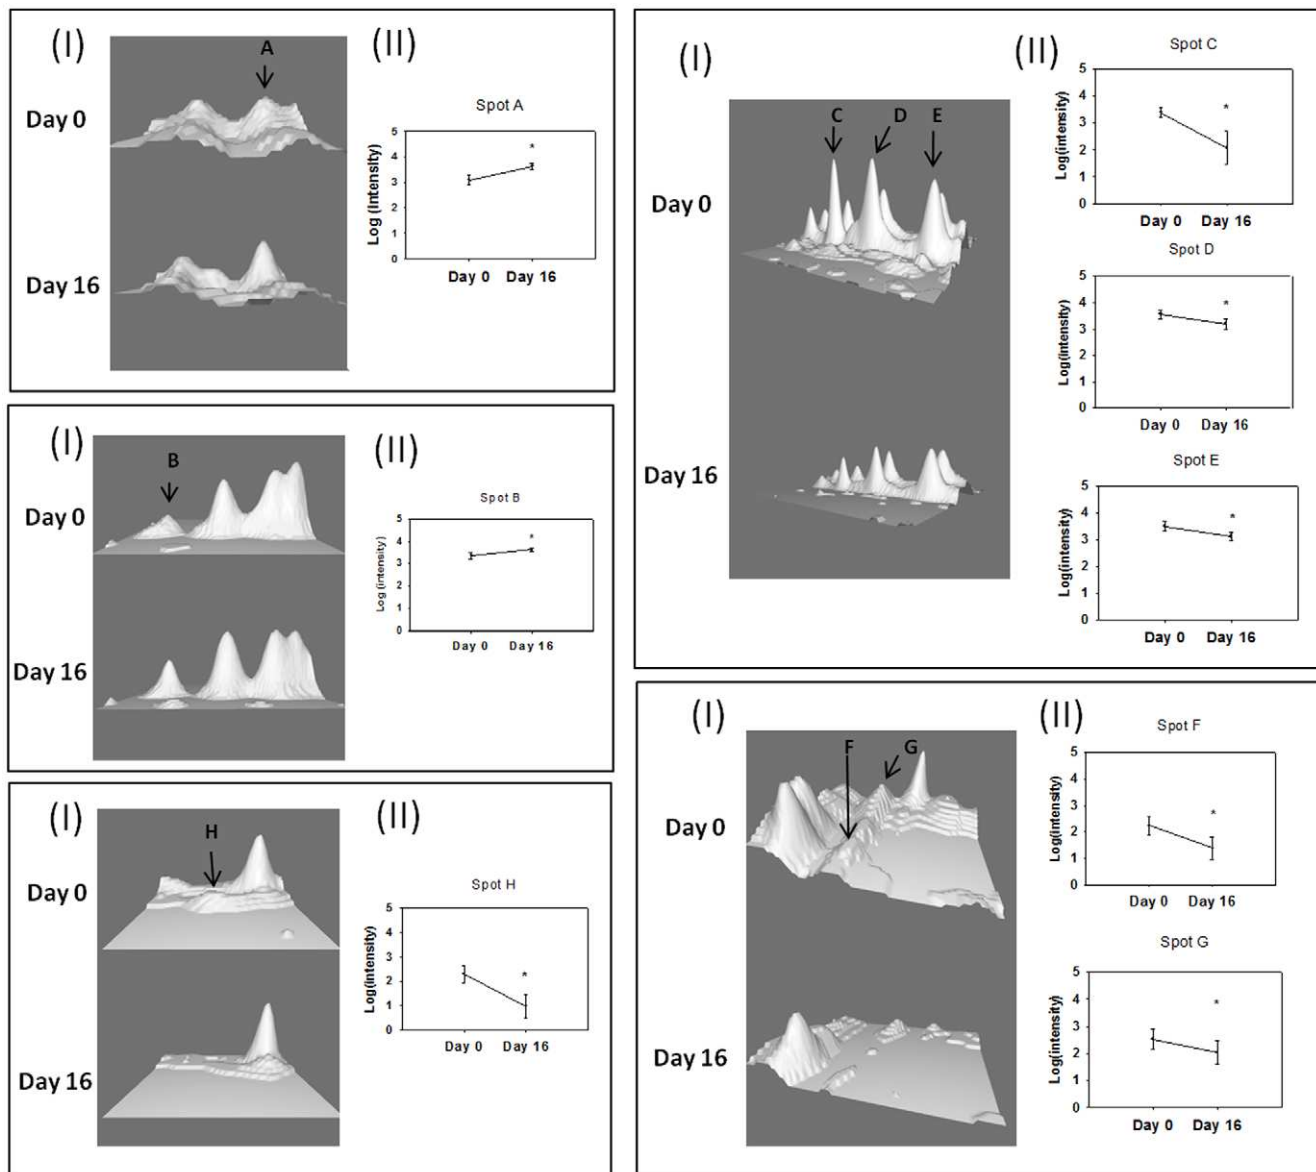 (I)
(II)
A
Day 0
Day 16
Spot A
Log (intensity)
5
4
3
2
1
0
*
Day 0 Day 16
(I)
(II)
B
Day 0
Day 16
Spot B
Log (intensity)
5
4
3
2
1
0
*
Day 0 Day 16
(I)
(II)
H
Day 0
Day 16
Spot H
Log(intensity)
5
4
3
2
1
0
*
Day 0 Day 16
(I)
(II)
C D E
Day 0
Day 16
Spot C
Log(intensity)
5
4
3
2
1
0
*
Day 0 Day 16
Spot D
Log(intensity)
5
4
3
2
1
0
*
Day 0 Day 16
Spot E
Log(intensity)
5
4
3
2
1
0
*
Day 0 Day 16
(I)
(II)
F G
Day 0
Day 16
Spot F
Log(intensity)
5
4
3
2
1
0
*
Day 0 Day 16
Spot G
Log(intensity)
5
4
3
2
1
0
*
Day 0 Day 16